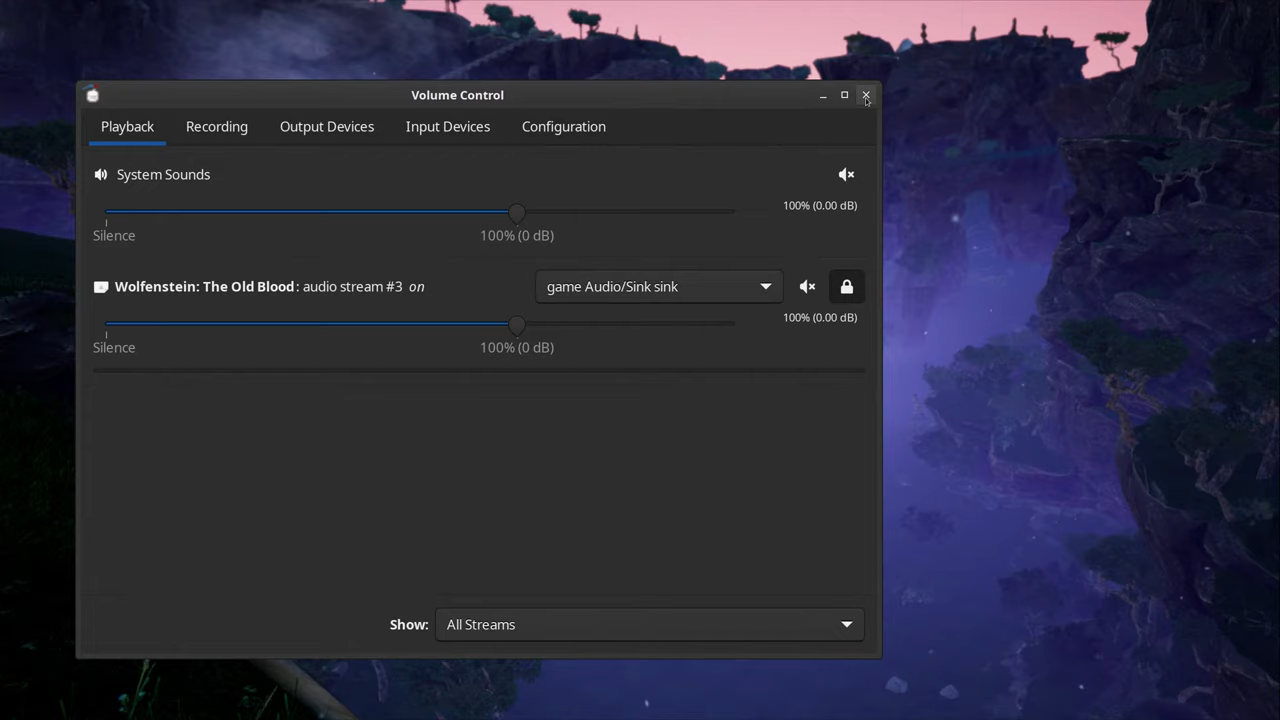 Volume Control
Playback Recording Output Devices Input Devices Configuration
System Sounds
100% (0.00 dB)
Silence 100% (0 dB)
Wolfenstein: The Old Blood: audio stream #3 on game Audio/Sink sink
100% (0.00 dB)
Silence 100% (0 dB)
Show: All Streams